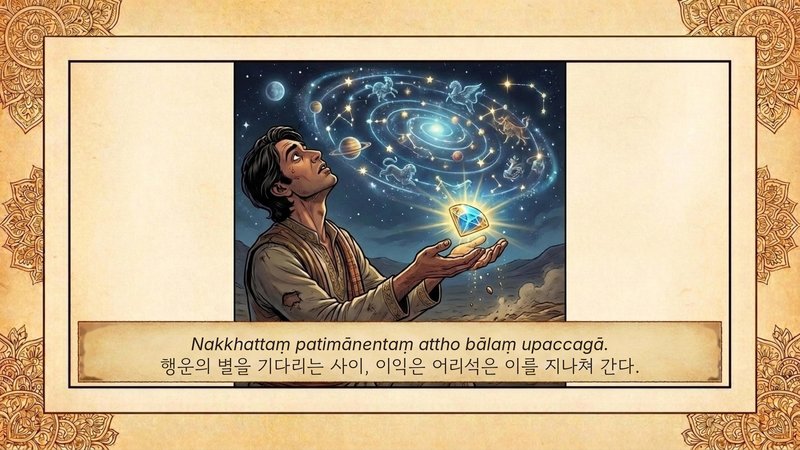 Nakkhattaṃ patimānentaṃ attho bālaṃ upaccagā.
행운의 별을 기다리는 사이, 이익은 어리석은 이를 지나쳐 간다.